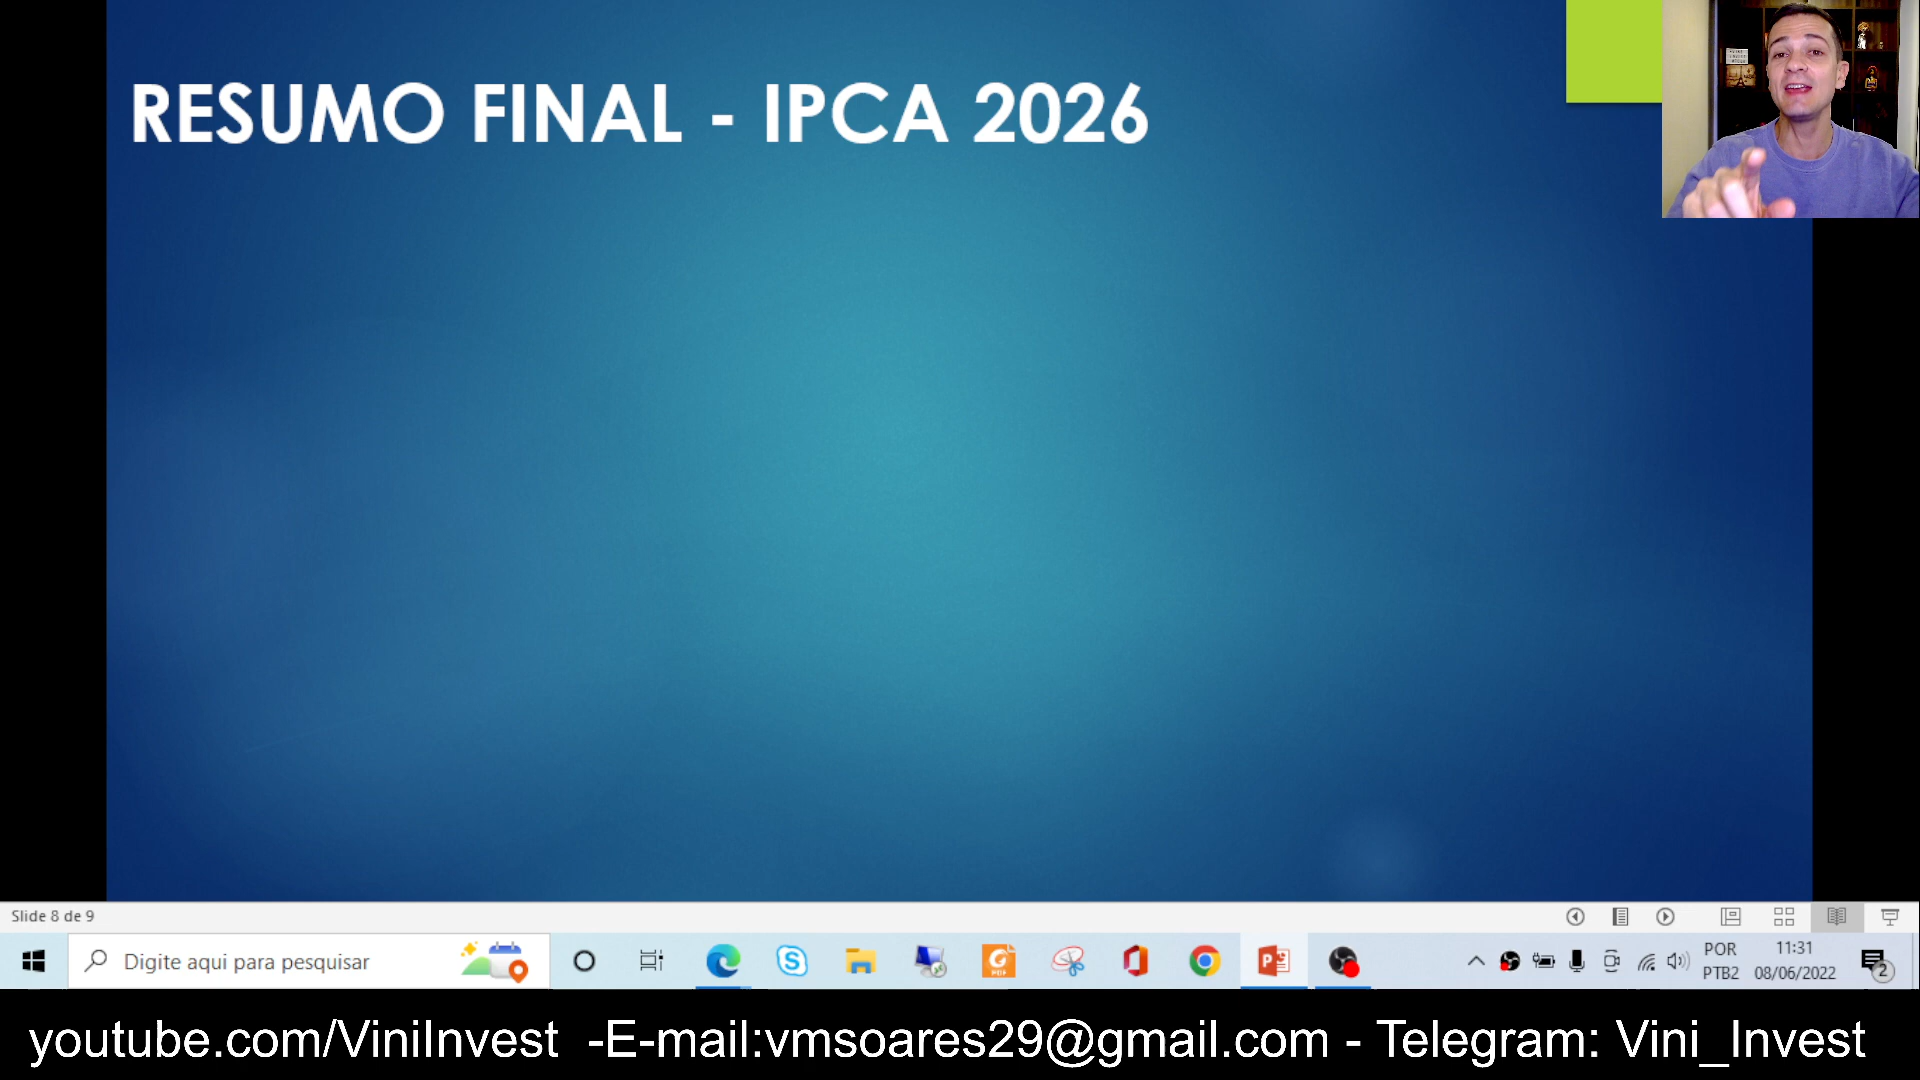 RESUMO FINAL - IPCA 2026
Slide 8 de 9
Digite aqui para pesquisar
POR
PTB2
11:31
08/06/2022
2
youtube.com/ViniInvest -E-mail:vmsoares29@gmail.com - Telegram: Vini_Invest